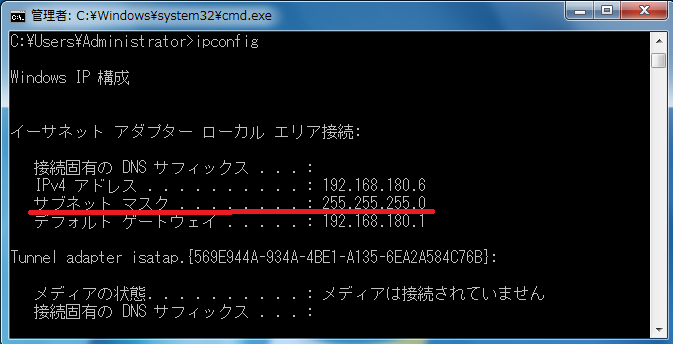 管理者: C:¥Windows¥system32¥cmd.exe
C:¥Users¥Administrator>ipconfig
Windows IP 構成
イーサネット アダプター ローカル エリア接続:
接続固有の DNS サフィックス . . . :
IPv4 アドレス . . . . . . . . . . : 192.168.180.6
サブネット マスク . . . . . . . . : 255.255.255.0
デフォルト ゲートウェイ . . . . . : 192.168.180.1
Tunnel adapter isatap.{569E944A-934A-4BE1-A135-6EA2A584C76B}:
メディアの状態. . . . . . . . . . : メディアは接続されていません
接続固有の DNS サフィックス . . . :